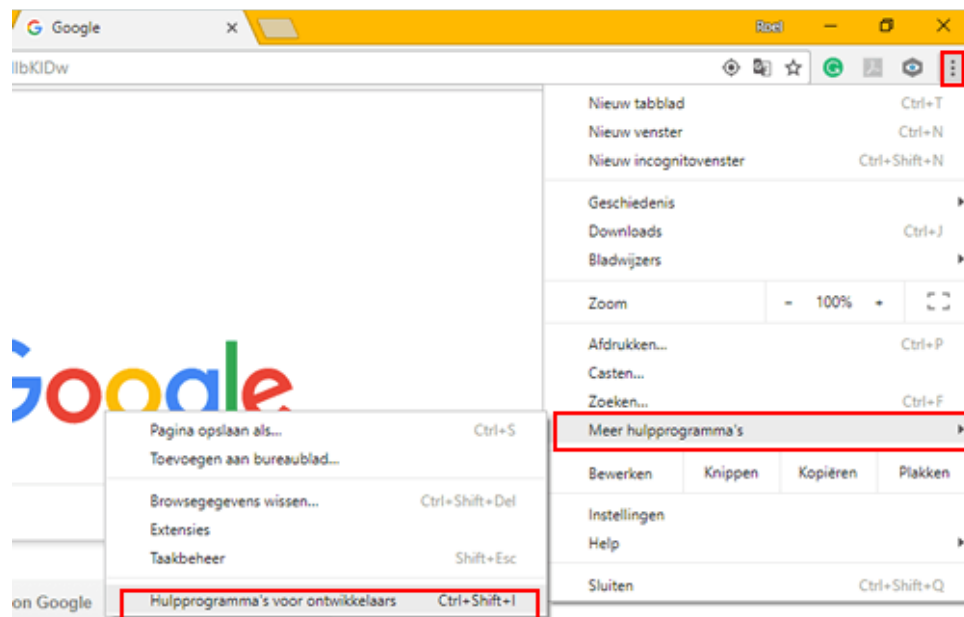 Google
Roel
IlbKIDw
Nieuw tabblad Ctrl+T
Nieuw venster Ctrl+N
Nieuw incognitovenster Ctrl+Shift+N
Geschiedenis
Downloads Ctrl+J
Bladwijzers
Zoom - 100% +
Afdrukken... Ctrl+P
Casten...
Zoeken... Ctrl+F
Meer hulpprogramma's
Bewerken Knippen Kopiëren Plakken
Instellingen
Help
Sluiten Ctrl+Shift+Q
Google
Pagina opslaan als... Ctrl+S
Toevoegen aan bureaublad...
Browsegegevens wissen... Ctrl+Shift+Del
Extensies
Taakbeheer Shift+Esc
Hulpprogramma's voor ontwikkelaars Ctrl+Shift+I
on Google